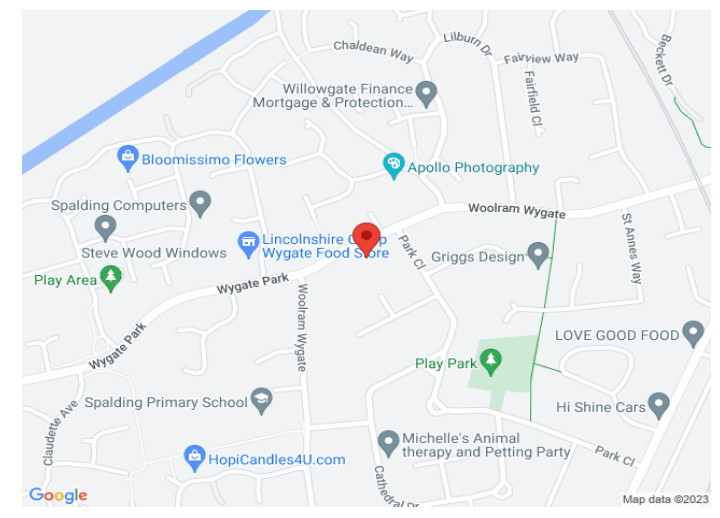 Chaldean Way
Lilburn Dr
Fairview Way
Beckett Dr
Willowgate Finance
Mortgage & Protection...
Fairfield Cl
Bloomissimo Flowers
Apollo Photography
Spalding Computers
Woolram Wygate
St Annes Way
Steve Wood Windows
Lincolnshire
Wygate Food Store
Park Cl
Griggs Design
Play Area
Wygate Park
Woolram Wygate
Wygate Park
LOVE GOOD FOOD
Play Park
Claudette Ave
Spalding Primary School
Hi Shine Cars
HopiCandles4U.com
Michelle's Animal
therapy and Petting Party
Park Cl
Cathedral Dr
Google
Map data ©2023